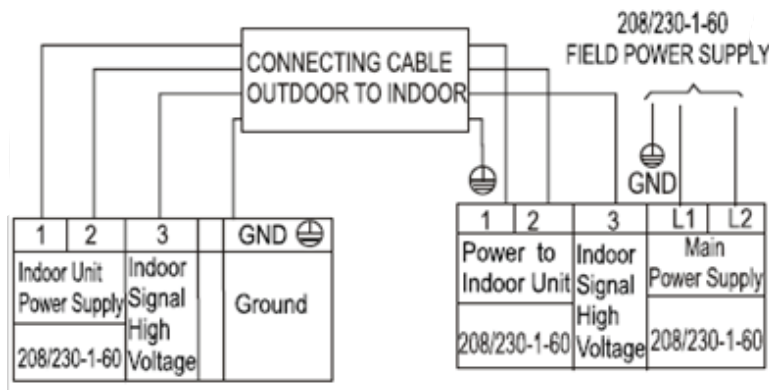 208/230-1-60
FIELD POWER SUPPLY
CONNECTING CABLE
OUTDOOR TO INDOOR
GND
1 2 3 GND
Indoor Unit
Power Supply
208/230-1-60
Indoor
Signal
High
Voltage
Ground
1 2 3 L1 L2
Power to
Indoor Unit
208/230-1-60
Indoor
Signal
High
Voltage
Main
Power Supply
208/230-1-60